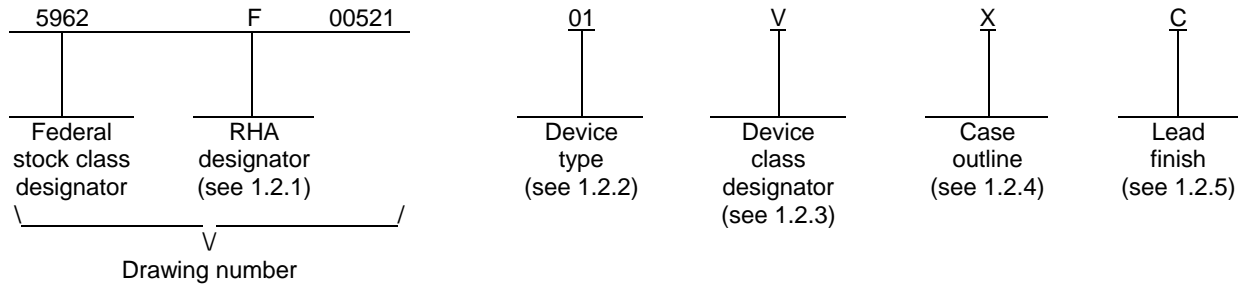 5962 F 00521 01 V X C
Federal RHA Device Device Case Lead
stock class designator type class outline finish
designator (see 1.2.1) (see 1.2.2) designator (see 1.2.4) (see 1.2.5)
(see 1.2.3)
\ /
\/
Drawing number